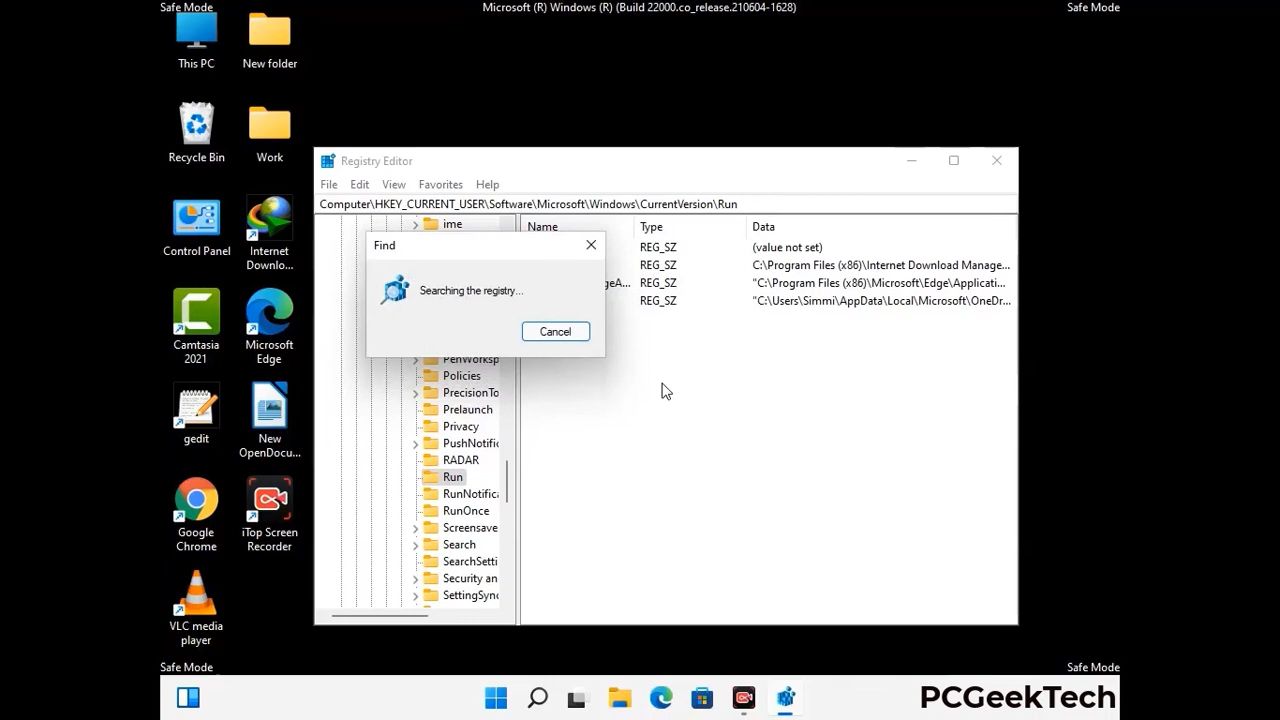 Safe Mode
Microsoft (R) Windows (R) (Build 22000.co_release.210604-1628)
Safe Mode
This PC
New folder
Recycle Bin
Work
Control Panel
Internet
Downlo...
Camtasia
2021
Microsoft
Edge
gedit
New
OpenDocu...
Google
Chrome
iTop Screen
Recorder
VLC media
player
Registry Editor
File Edit View Favorites Help
Computer\HKEY_CURRENT_USER\Software\Microsoft\Windows\CurrentVersion\Run
ime
Find
Searching the registry...
Cancel
PenWorksp
Policies
PrecisionTo
Prelaunch
Privacy
PushNotific
RADAR
Run
RunNotifica
RunOnce
Screensave
Search
SearchSetti
Security an
SettingSync
Name Type Data
REG_SZ (value not set)
REG_SZ C:\Program Files (x86)\Internet Download Manage...
geA... REG_SZ "C:\Program Files (x86)\Microsoft\Edge\Applicati...
REG_SZ "C:\Users\Simmi\AppData\Local\Microsoft\OneDr...
Safe Mode
Safe Mode
PCGeekTech